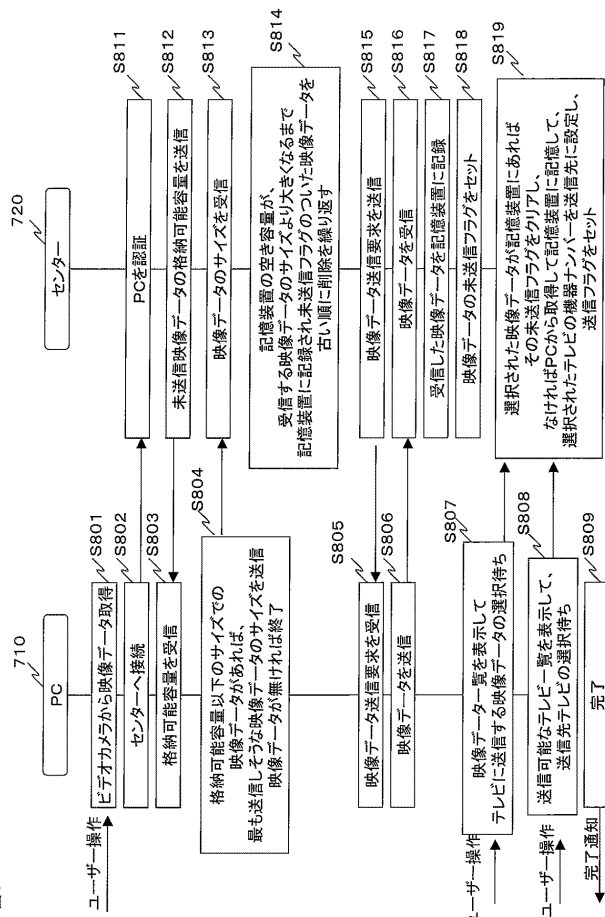 710
PC
ユーザー操作
ビデオカメラから映像データ取得
S801
センターへ接続
S802
格納可能容量を受信
S803
格納可能容量以下のサイズでの
映像データがあれば、
最も送信しそうな映像データのサイズを送信
映像データが無ければ終了
S804
映像データ送信要求を受信
S805
映像データを送信
S806
ユーザー操作
映像データ一覧を表示して
テレビに送信する映像データの選択待ち
S807
ユーザー操作
送信可能なテレビ一覧を表示して、
送信先テレビの選択待ち
S808
完了通知
完了
S809
720
センター
PCを認証
S811
未送信映像データの格納可能容量を送信
S812
映像データのサイズを受信
S813
記憶装置の空き容量が、
受信する映像データのサイズより大きくなるまで
記憶装置に記録され未送信フラグのついた映像データを
古い順に削除を繰り返す
S814
映像データ送信要求を送信
S815
映像データを受信
S816
受信した映像データを記憶装置に記録
S817
映像データの未送信フラグをセット
S818
選択された映像データが記憶装置にあれば
その未送信フラグをクリアし、
なければPCから取得して記憶装置に記憶して、
選択されたテレビの機器ナンバーを送信先に設定し、
送信フラグをセット
S819